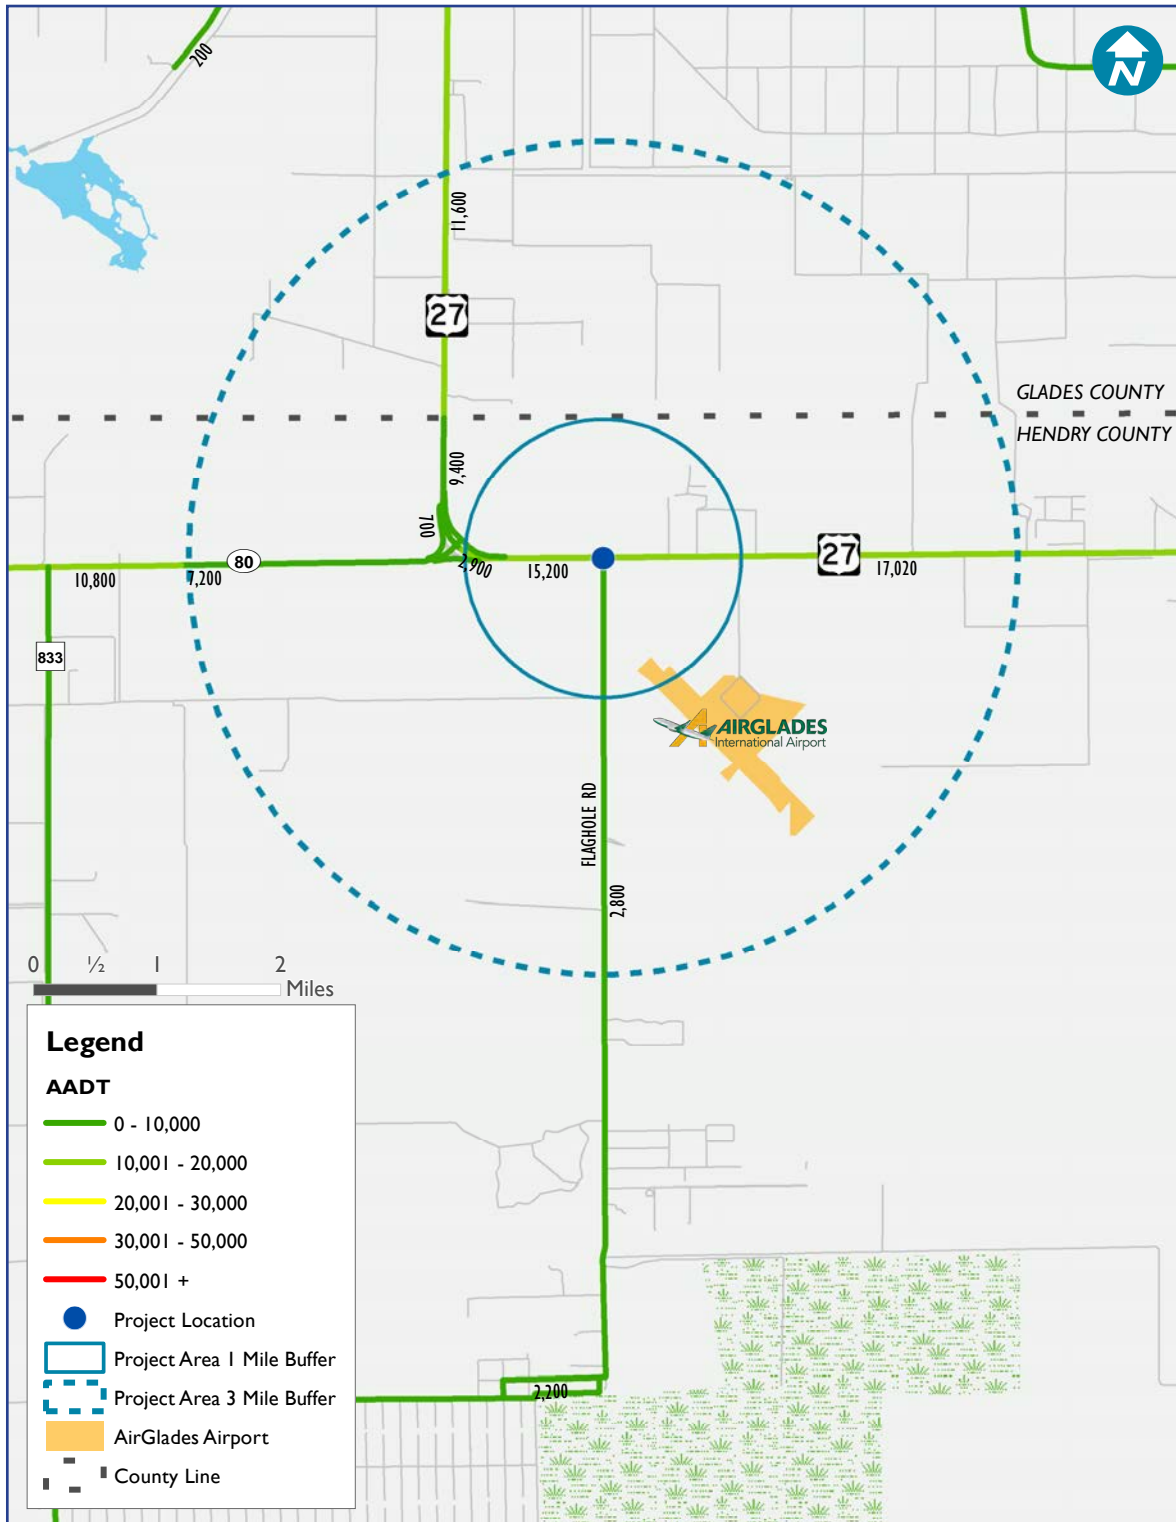 200
N
11,600
27
GLADES COUNTY
HENDRY COUNTY
9,400
700
2,900
80
10,800
7,200
15,200
27
17,020
833
AIRGLADES
International Airport
FLAGHOLE RD
2,800
0 ½ 1 2
Miles
Legend
AADT
0 - 10,000
10,001 - 20,000
20,001 - 30,000
30,001 - 50,000
50,001 +
Project Location
Project Area 1 Mile Buffer
Project Area 3 Mile Buffer
AirGlades Airport
County Line
2,200